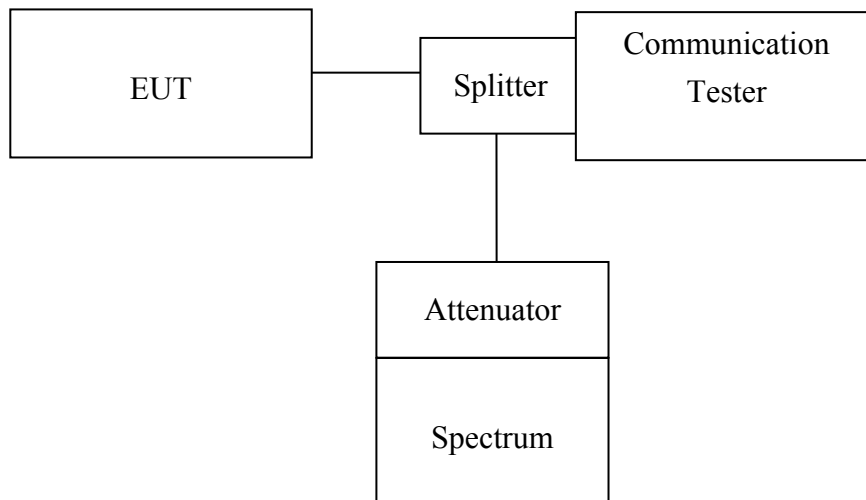 EUT
Splitter
Communication
Tester
Attenuator
Spectrum